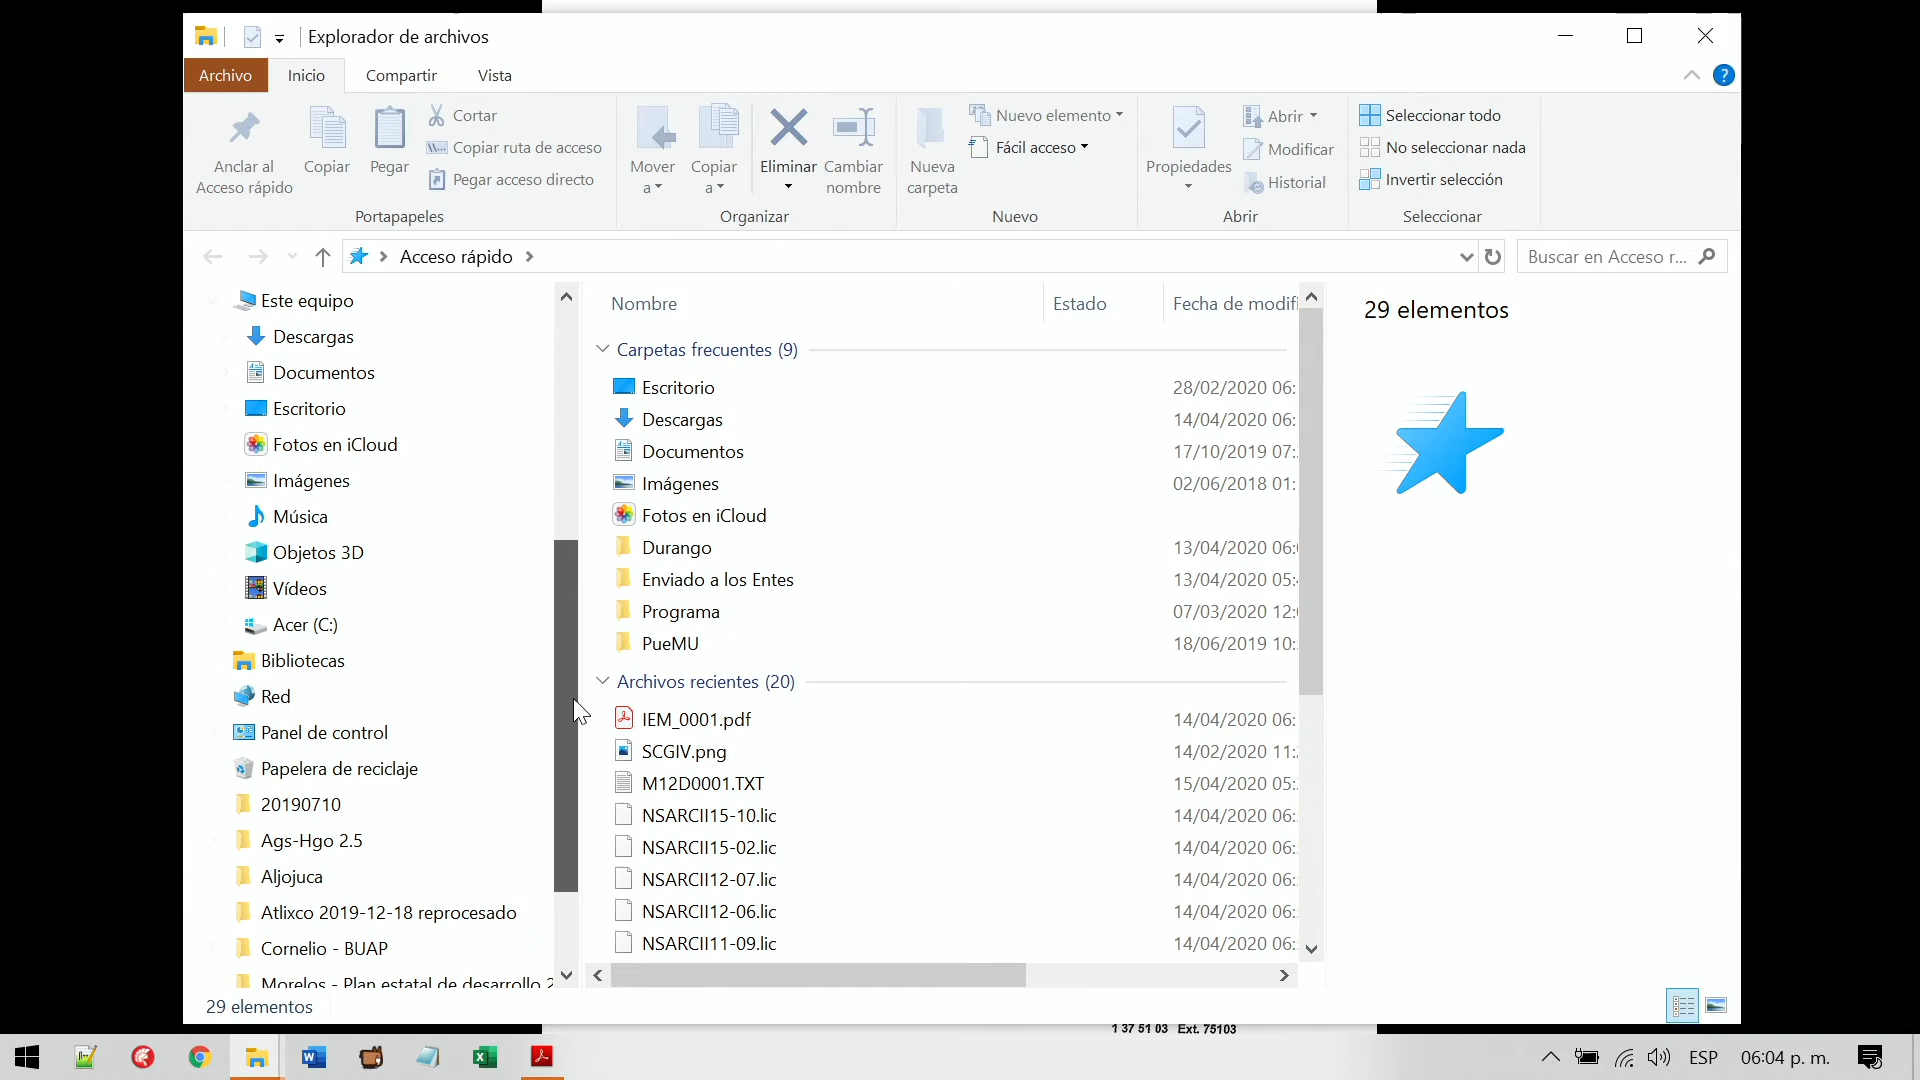 Explorador de archivos
Archivo
Inicio
Compartir
Vista
Anclar al
Acceso rápido
Copiar
Pegar
Cortar
Copiar ruta de acceso
Pegar acceso directo
Portapapeles
Mover
a
Copiar
a
Eliminar
Cambiar
nombre
Organizar
Nueva
carpeta
Nuevo elemento
Fácil acceso
Nuevo
Propiedades
Abrir
Modificar
Historial
Abrir
Seleccionar todo
No seleccionar nada
Invertir selección
Seleccionar
Acceso rápido
Buscar en Acceso r...
Este equipo
Descargas
Documentos
Escritorio
Fotos en iCloud
Imágenes
Música
Objetos 3D
Vídeos
Acer (C:)
Bibliotecas
Red
Panel de control
Papelera de reciclaje
20190710
Ags-Hgo 2.5
Aljojuca
Atlixco 2019-12-18 reprocesado
Cornelio - BUAP
Morelos - Plan estatal de desarrollo 2
29 elementos
Nombre Estado Fecha de modifi
Carpetas frecuentes (9)
Escritorio 28/02/2020 06:
Descargas 14/04/2020 06:
Documentos 17/10/2019 07:
Imágenes 02/06/2018 01:
Fotos en iCloud
Durango 13/04/2020 06:
Enviado a los Entes 13/04/2020 05:
Programa 07/03/2020 12:
PueMU 18/06/2019 10:
Archivos recientes (20)
IEM_0001.pdf 14/04/2020 06:
SCGIV.png 14/02/2020 11:
M12D0001.TXT 15/04/2020 05:
NSARCII15-10.lic 14/04/2020 06:
NSARCII15-02.lic 14/04/2020 06:
NSARCII12-07.lic 14/04/2020 06:
NSARCII12-06.lic 14/04/2020 06:
NSARCII11-09.lic 14/04/2020 06:
29 elementos
1 37 51 03 Ext. 75103
ESP
06:04 p. m.